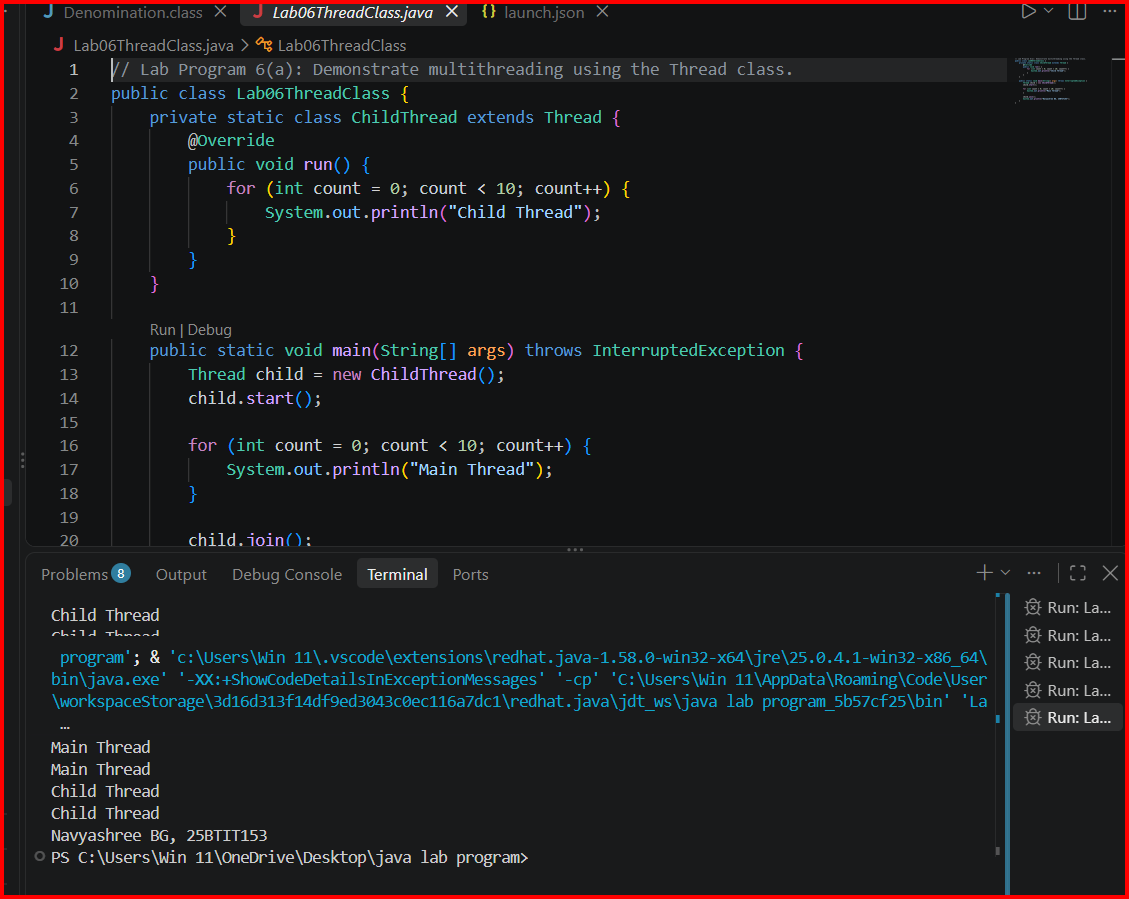 Denomination.class
Lab06ThreadClass.java
{} launch.json
Lab06ThreadClass.java > Lab06ThreadClass
1 // Lab Program 6(a): Demonstrate multithreading using the Thread class.
2 public class Lab06ThreadClass {
3 private static class ChildThread extends Thread {
4 @Override
5 public void run() {
6 for (int count = 0; count < 10; count++) {
7 System.out.println("Child Thread");
8 }
9 }
10 }
11
Run | Debug
12 public static void main(String[] args) throws InterruptedException {
13 Thread child = new ChildThread();
14 child.start();
15
16 for (int count = 0; count < 10; count++) {
17 System.out.println("Main Thread");
18 }
19
20 child.join();
Problems 8 Output Debug Console Terminal Ports
Child Thread
Child Thread
program'; & 'c:\Users\Win 11\.vscode\extensions\redhat.java-1.58.0-win32-x64\jre\25.0.4.1-win32-x86_64\
bin\java.exe' '-XX:+ShowCodeDetailsInExceptionMessages' '-cp' 'C:\Users\Win 11\AppData\Roaming\Code\User
\workspaceStorage\3d16d313f14df9ed3043c0ec116a7dc1\redhat.java\jdt_ws\java lab program_5b57cf25\bin' 'La
…
Main Thread
Main Thread
Child Thread
Child Thread
Navyashree BG, 25BTIT153
PS C:\Users\Win 11\OneDrive\Desktop\java lab program>
Run: La...
Run: La...
Run: La...
Run: La...
Run: La...